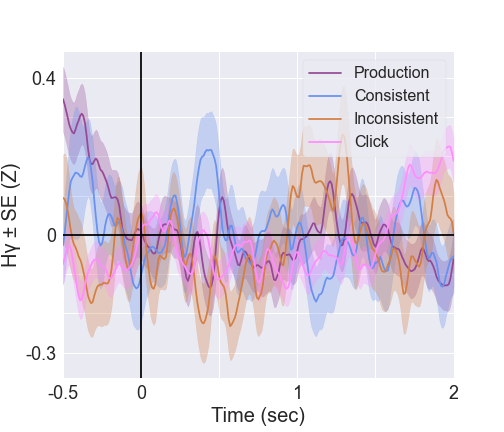 Production
Consistent
Inconsistent
Click
0.4
0
-0.3
Hγ ± SE (Z)
-0.5
0
1
2
Time (sec)